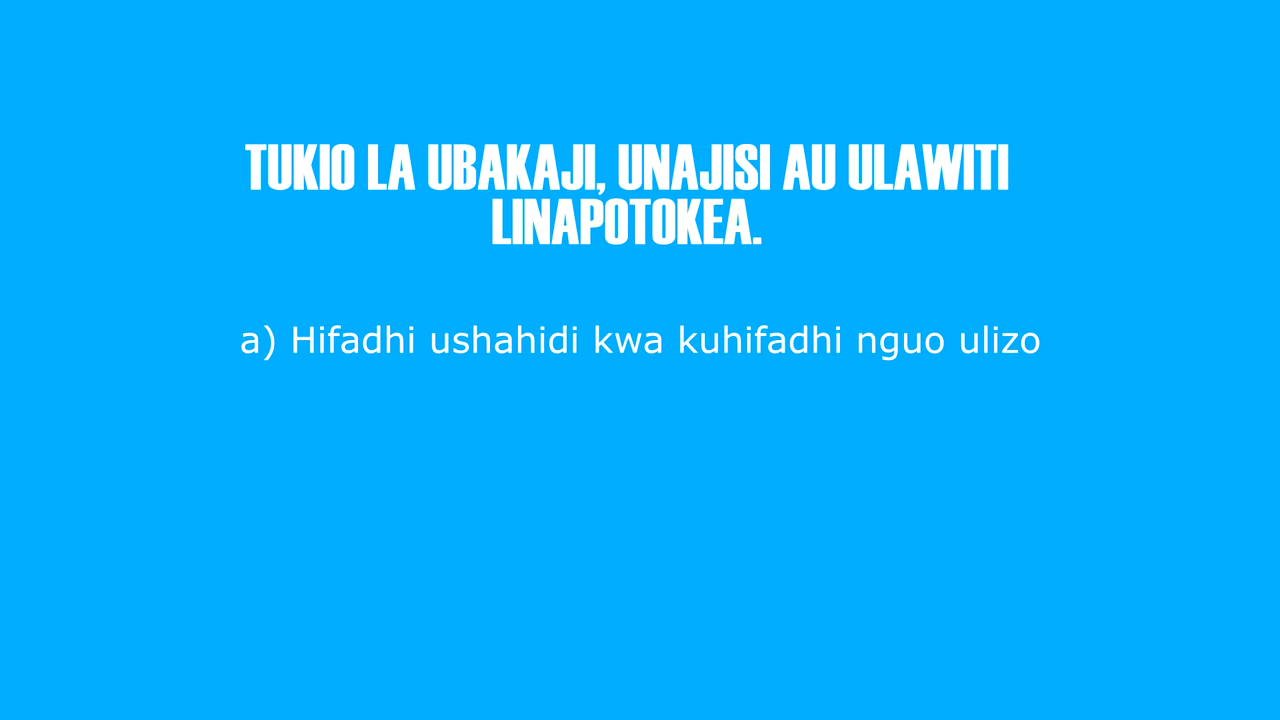 TUKIO LA UBAKAJI, UNAJISI AU ULAWITI
LINAPOTOKEA.
a) Hifadhi ushahidi kwa kuhifadhi nguo ulizo